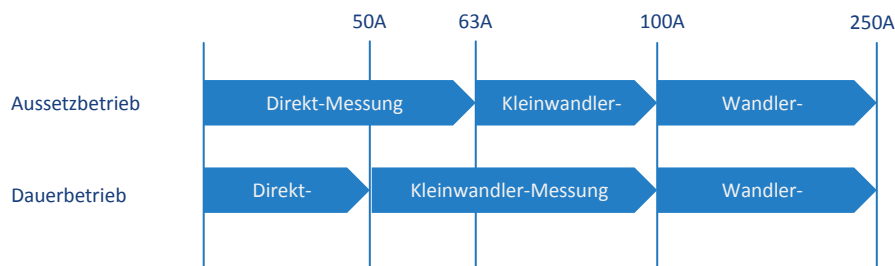 50A 63A 100A 250A
Aussetzbetrieb Direkt-Messung Kleinwandler- Wandler-
Dauerbetrieb Direkt- Kleinwandler-Messung Wandler-